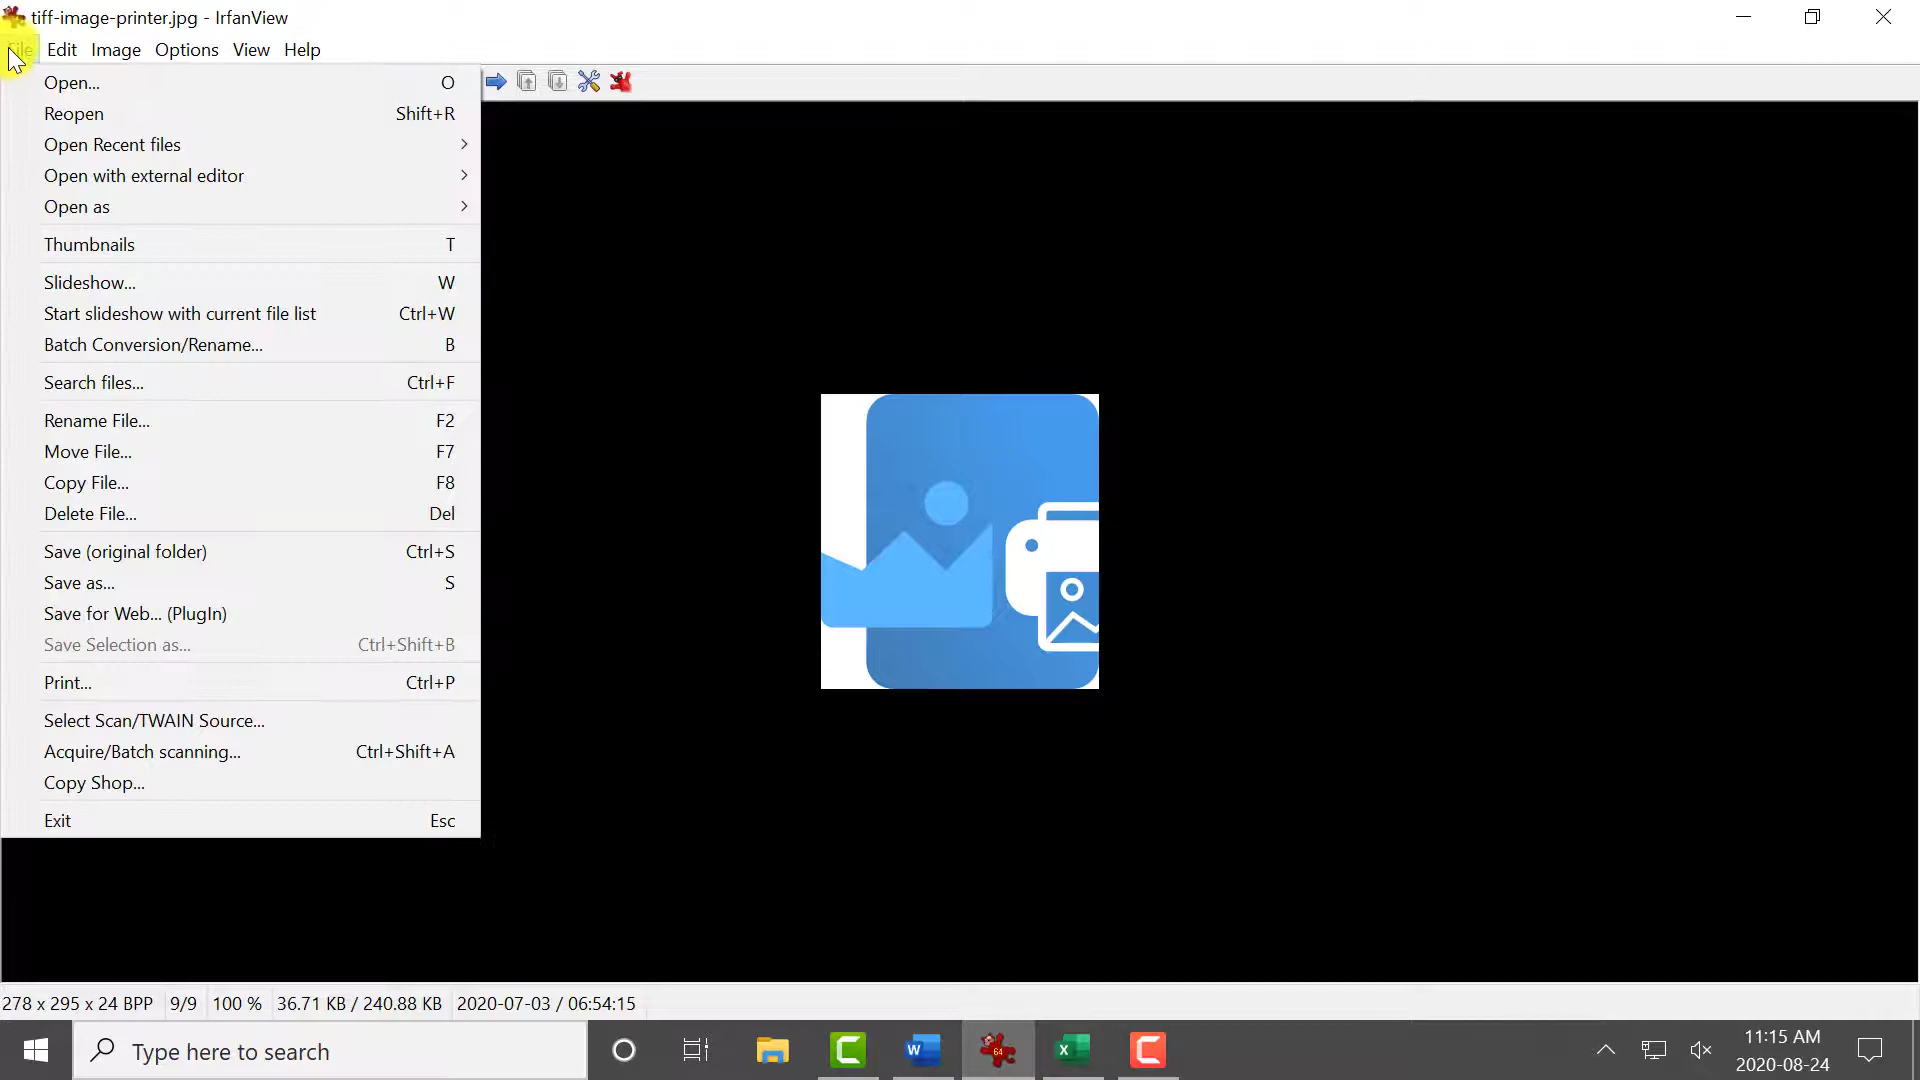 tiff-image-printer.jpg - IrfanView
File Edit Image Options View Help
Open... O
Reopen Shift+R
Open Recent files
Open with external editor
Open as
Thumbnails T
Slideshow... W
Start slideshow with current file list Ctrl+W
Batch Conversion/Rename... B
Search files... Ctrl+F
Rename File... F2
Move File... F7
Copy File... F8
Delete File... Del
Save (original folder) Ctrl+S
Save as... S
Save for Web... (PlugIn)
Save Selection as... Ctrl+Shift+B
Print... Ctrl+P
Select Scan/TWAIN Source...
Acquire/Batch scanning... Ctrl+Shift+A
Copy Shop...
Exit Esc
278 x 295 x 24 BPP 9/9 100 % 36.71 KB / 240.88 KB 2020-07-03 / 06:54:15
Type here to search
W
64
X
11:15 AM
2020-08-24